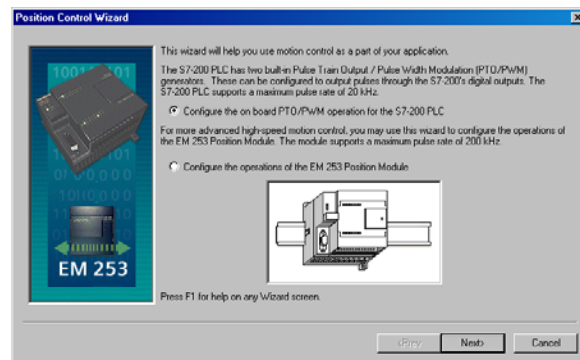 Position Control Wizard
This wizard will help you use motion control as a part of your application.
The S7-200 PLC has two built-in Pulse Train Output / Pulse Width Modulation (PTO/PWM)
generators. These can be configured to output pulses through the S7-200's digital outputs. The
S7-200 PLC supports a maximum pulse rate of 20 kHz.
Configure the on board PTO/PWM operation for the S7-200 PLC
For more advanced high-speed motion control, you may use this wizard to configure the operations of
the EM 253 Position Module. The module supports a maximum pulse rate of 200 kHz.
Configure the operations of the EM 253 Position Module
EM 253
Press F1 for help on any Wizard screen.
<Prev
Next>
Cancel